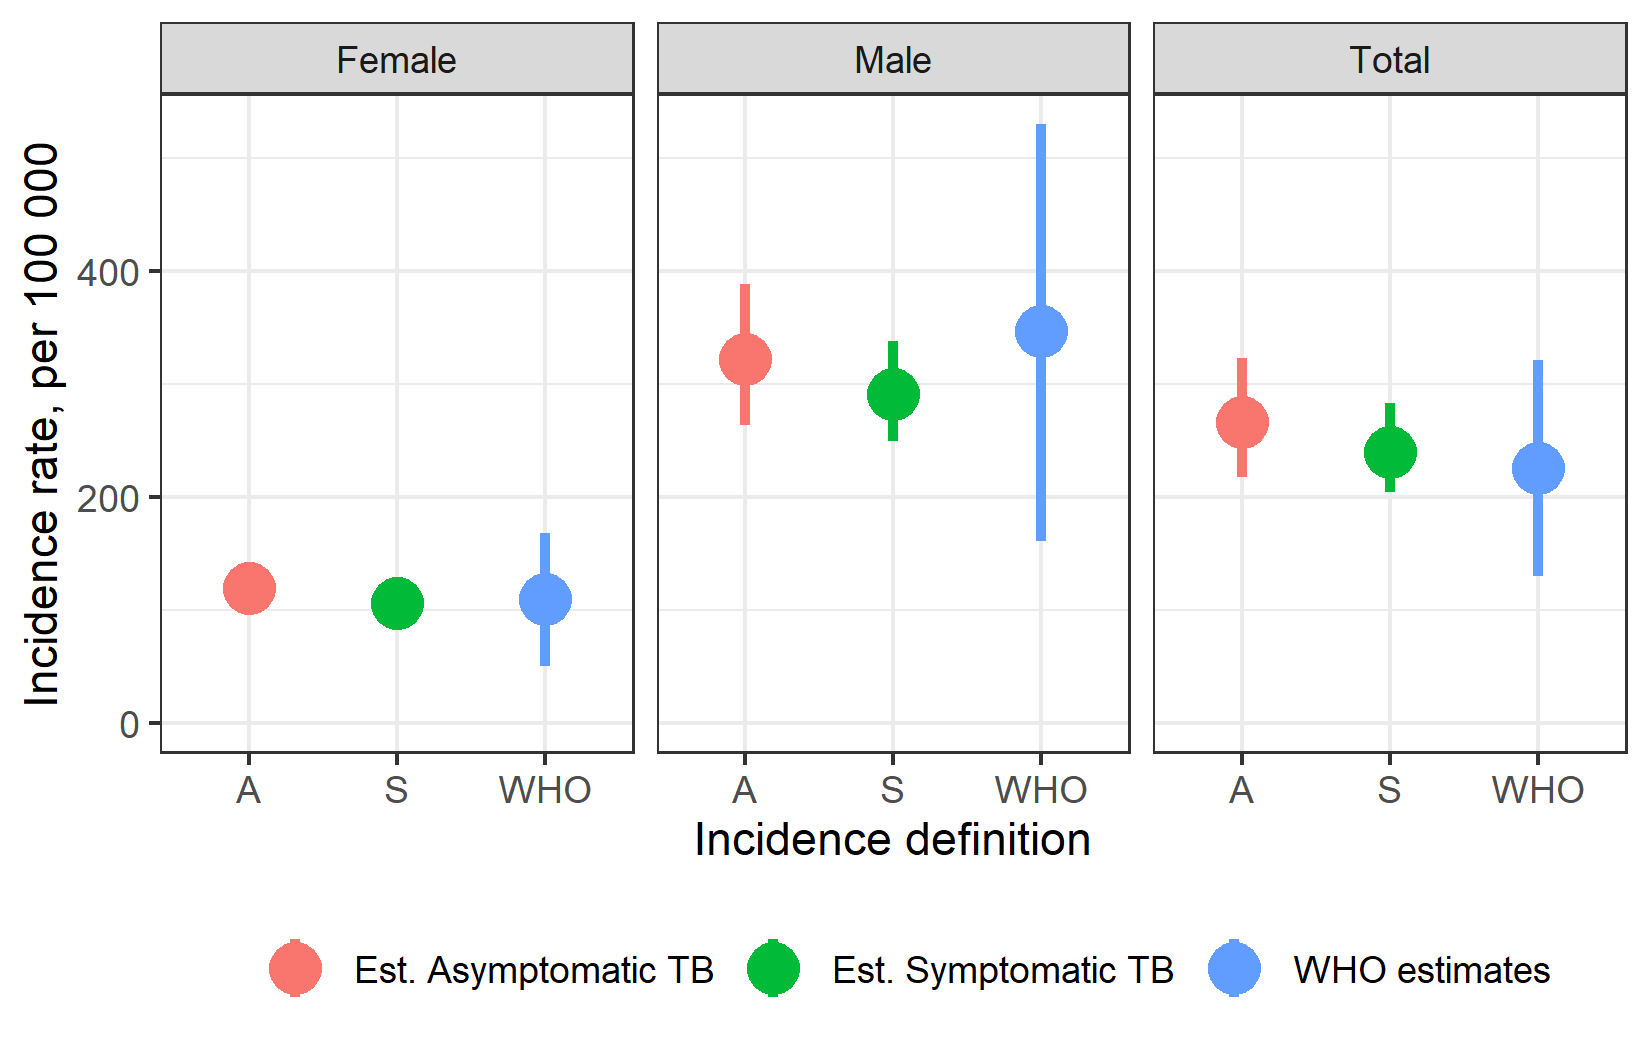 Female Male Total
Incidence rate, per 100 000
400
200
0
A S WHO A S WHO A S WHO
Incidence definition
Est. Asymptomatic TB Est. Symptomatic TB WHO estimates